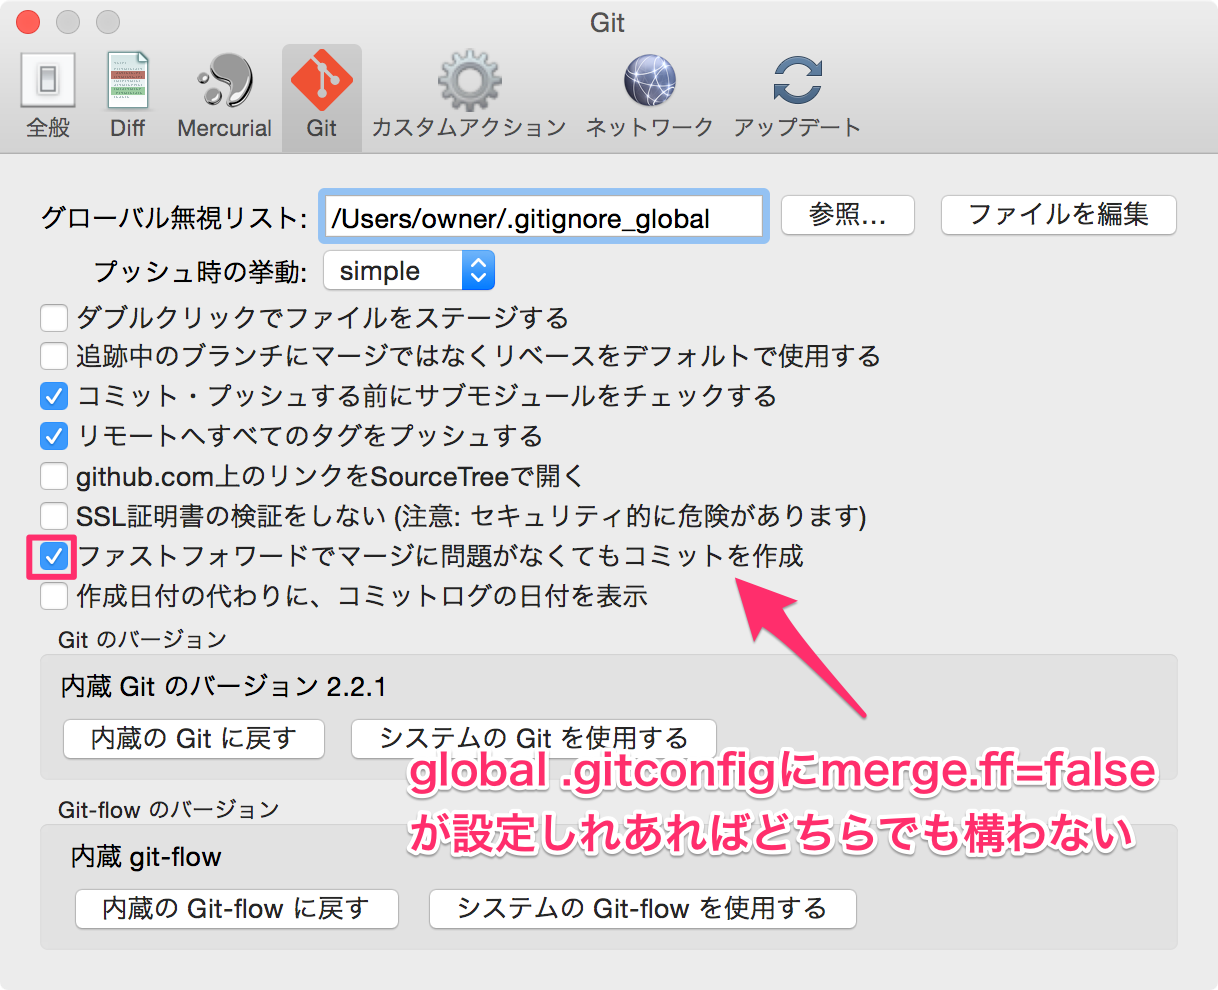 Git
全般 Diff Mercurial Git カスタムアクション ネットワーク アップデート
グローバル無視リスト: /Users/owner/.gitignore_global 参照... ファイルを編集
プッシュ時の挙動: simple
ダブルクリックでファイルをステージする
追跡中のブランチにマージではなくリベースをデフォルトで使用する
コミット・プッシュする前にサブモジュールをチェックする
リモートへすべてのタグをプッシュする
github.com上のリンクをSourceTreeで開く
SSL証明書の検証をしない (注意: セキュリティ的に危険があります)
ファストフォワードでマージに問題がなくてもコミットを作成
作成日付の代わりに、コミットログの日付を表示
Git のバージョン
内蔵 Git のバージョン 2.2.1
内蔵の Git に戻す システムの Git を使用する
global .gitconfigにmerge.ff=false
が設定しれあればどちらでも構わない
Git-flow のバージョン
内蔵 git-flow
内蔵の Git-flow に戻す システムの Git-flow を使用する